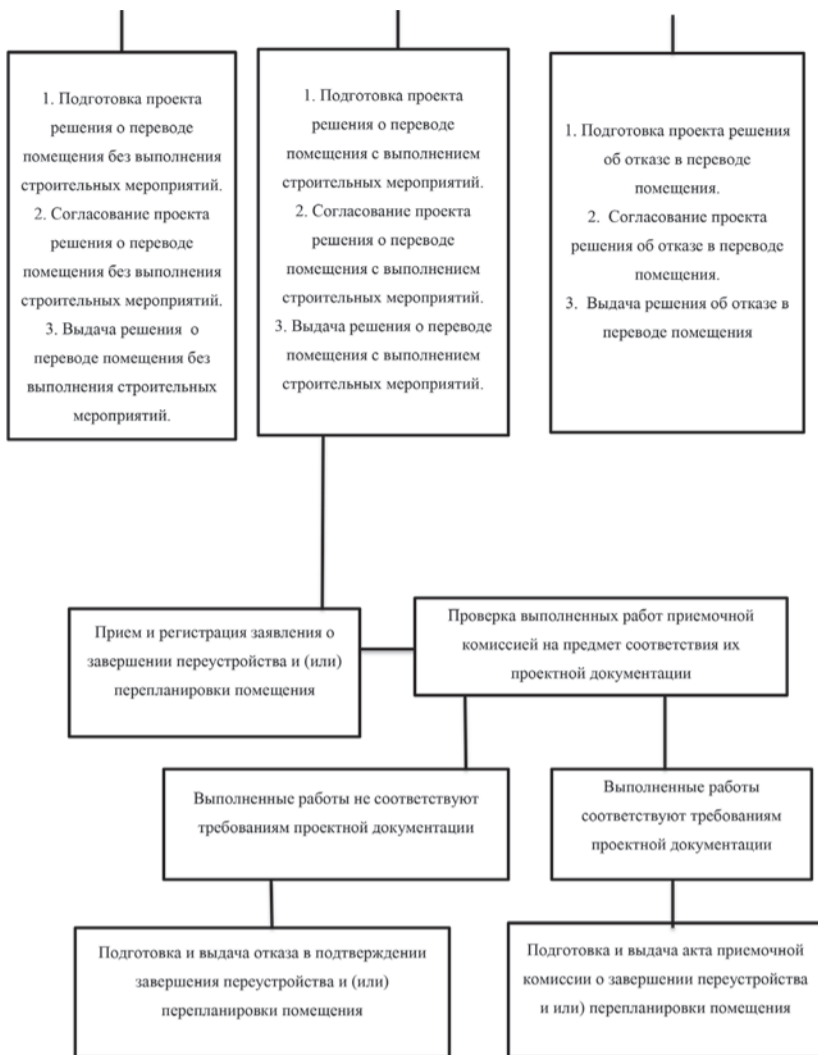 1. Подготовка проекта
решения о переводе
помещения без выполнения
строительных мероприятий.
2. Согласование проекта
решения о переводе
помещения без выполнения
строительных мероприятий.
3. Выдача решения о
переводе помещения без
выполнения строительных
мероприятий.
1. Подготовка проекта
решения о переводе
помещения с выполнением
строительных мероприятий.
2. Согласование проекта
решения о переводе
помещения с выполнением
строительных мероприятий.
3. Выдача решения о переводе
помещения с выполнением
строительных мероприятий.
1. Подготовка проекта решения
об отказе в переводе
помещения.
2. Согласование проекта
решения об отказе в переводе
помещения.
3. Выдача решения об отказе в
переводе помещения
Прием и регистрация заявления о
завершении переустройства и (или)
перепланировки помещения
Проверка выполненных работ приемочной
комиссией на предмет соответствия их
проектной документации
Выполненные работы не соответствуют
требованиям проектной документации
Выполненные работы
соответствуют требованиям
проектной документации
Подготовка и выдача отказа в подтверждении
завершения переустройства и (или)
перепланировки помещения
Подготовка и выдача акта приемочной
комиссии о завершении переустройства
и или) перепланировки помещения